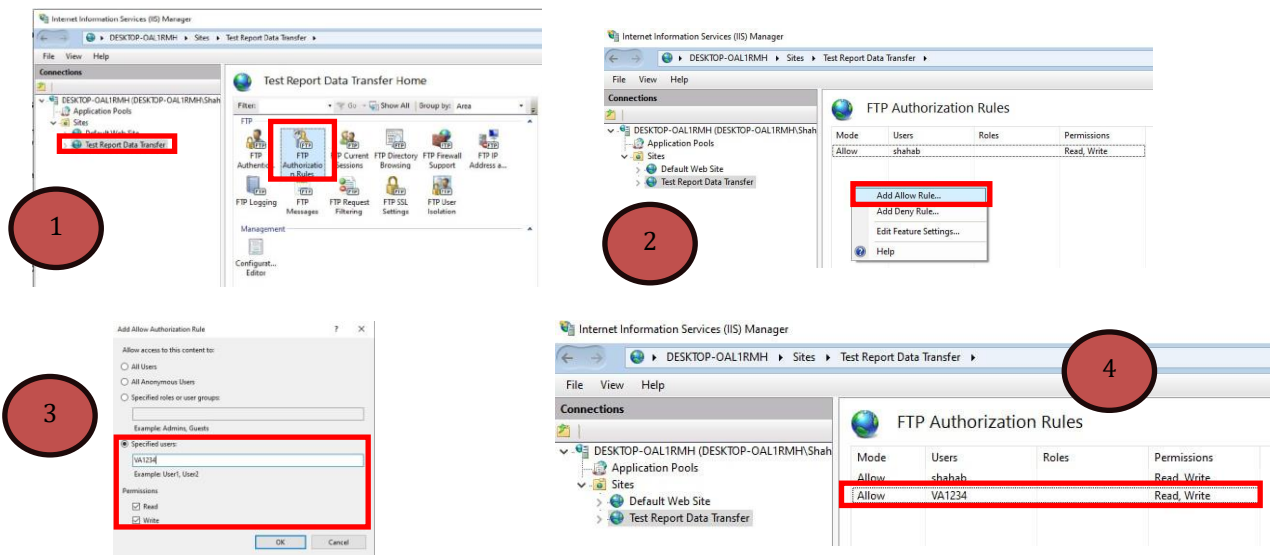 Internet Information Services (IIS) Manager
DESKTOP-OAL1RMH Sites Test Report Data Transfer
File View Help
Connections
DESKTOP-OAL1RMH (DESKTOP-OAL1RMH\Shah
Application Pools
Sites
Default Web Site
Test Report Data Transfer
Test Report Data Transfer Home
Filter: Go Show All Group by: Area
FTP
FTP Authentic... FTP Authorizatio n Rules FTP Current Sessions FTP Directory Browsing FTP Firewall Support FTP IP Address a...
FTP Logging FTP Messages FTP Request Filtering FTP SSL Settings FTP User Isolation
Management
Configurat... Editor
1
Internet Information Services (IIS) Manager
DESKTOP-OAL1RMH Sites Test Report Data Transfer
File View Help
Connections
DESKTOP-OAL1RMH (DESKTOP-OAL1RMH\Shah
Application Pools
Sites
Default Web Site
Test Report Data Transfer
FTP Authorization Rules
Mode Users Roles Permissions
Allow shahab Read, Write
Add Allow Rule...
Add Deny Rule...
Edit Feature Settings...
Help
2
Add Allow Authorization Rule ? X
Allow access to this content to:
All Users
All Anonymous Users
Specified roles or user groups:
Example: Admins, Guests
Specified users:
VA1234
Example: User1, User2
Permissions
Read
Write
OK Cancel
3
Internet Information Services (IIS) Manager
DESKTOP-OAL1RMH Sites Test Report Data Transfer
File View Help
Connections
DESKTOP-OAL1RMH (DESKTOP-OAL1RMH\Shah
Application Pools
Sites
Default Web Site
Test Report Data Transfer
FTP Authorization Rules
Mode Users Roles Permissions
Allow shahab Read, Write
Allow VA1234 Read, Write
4